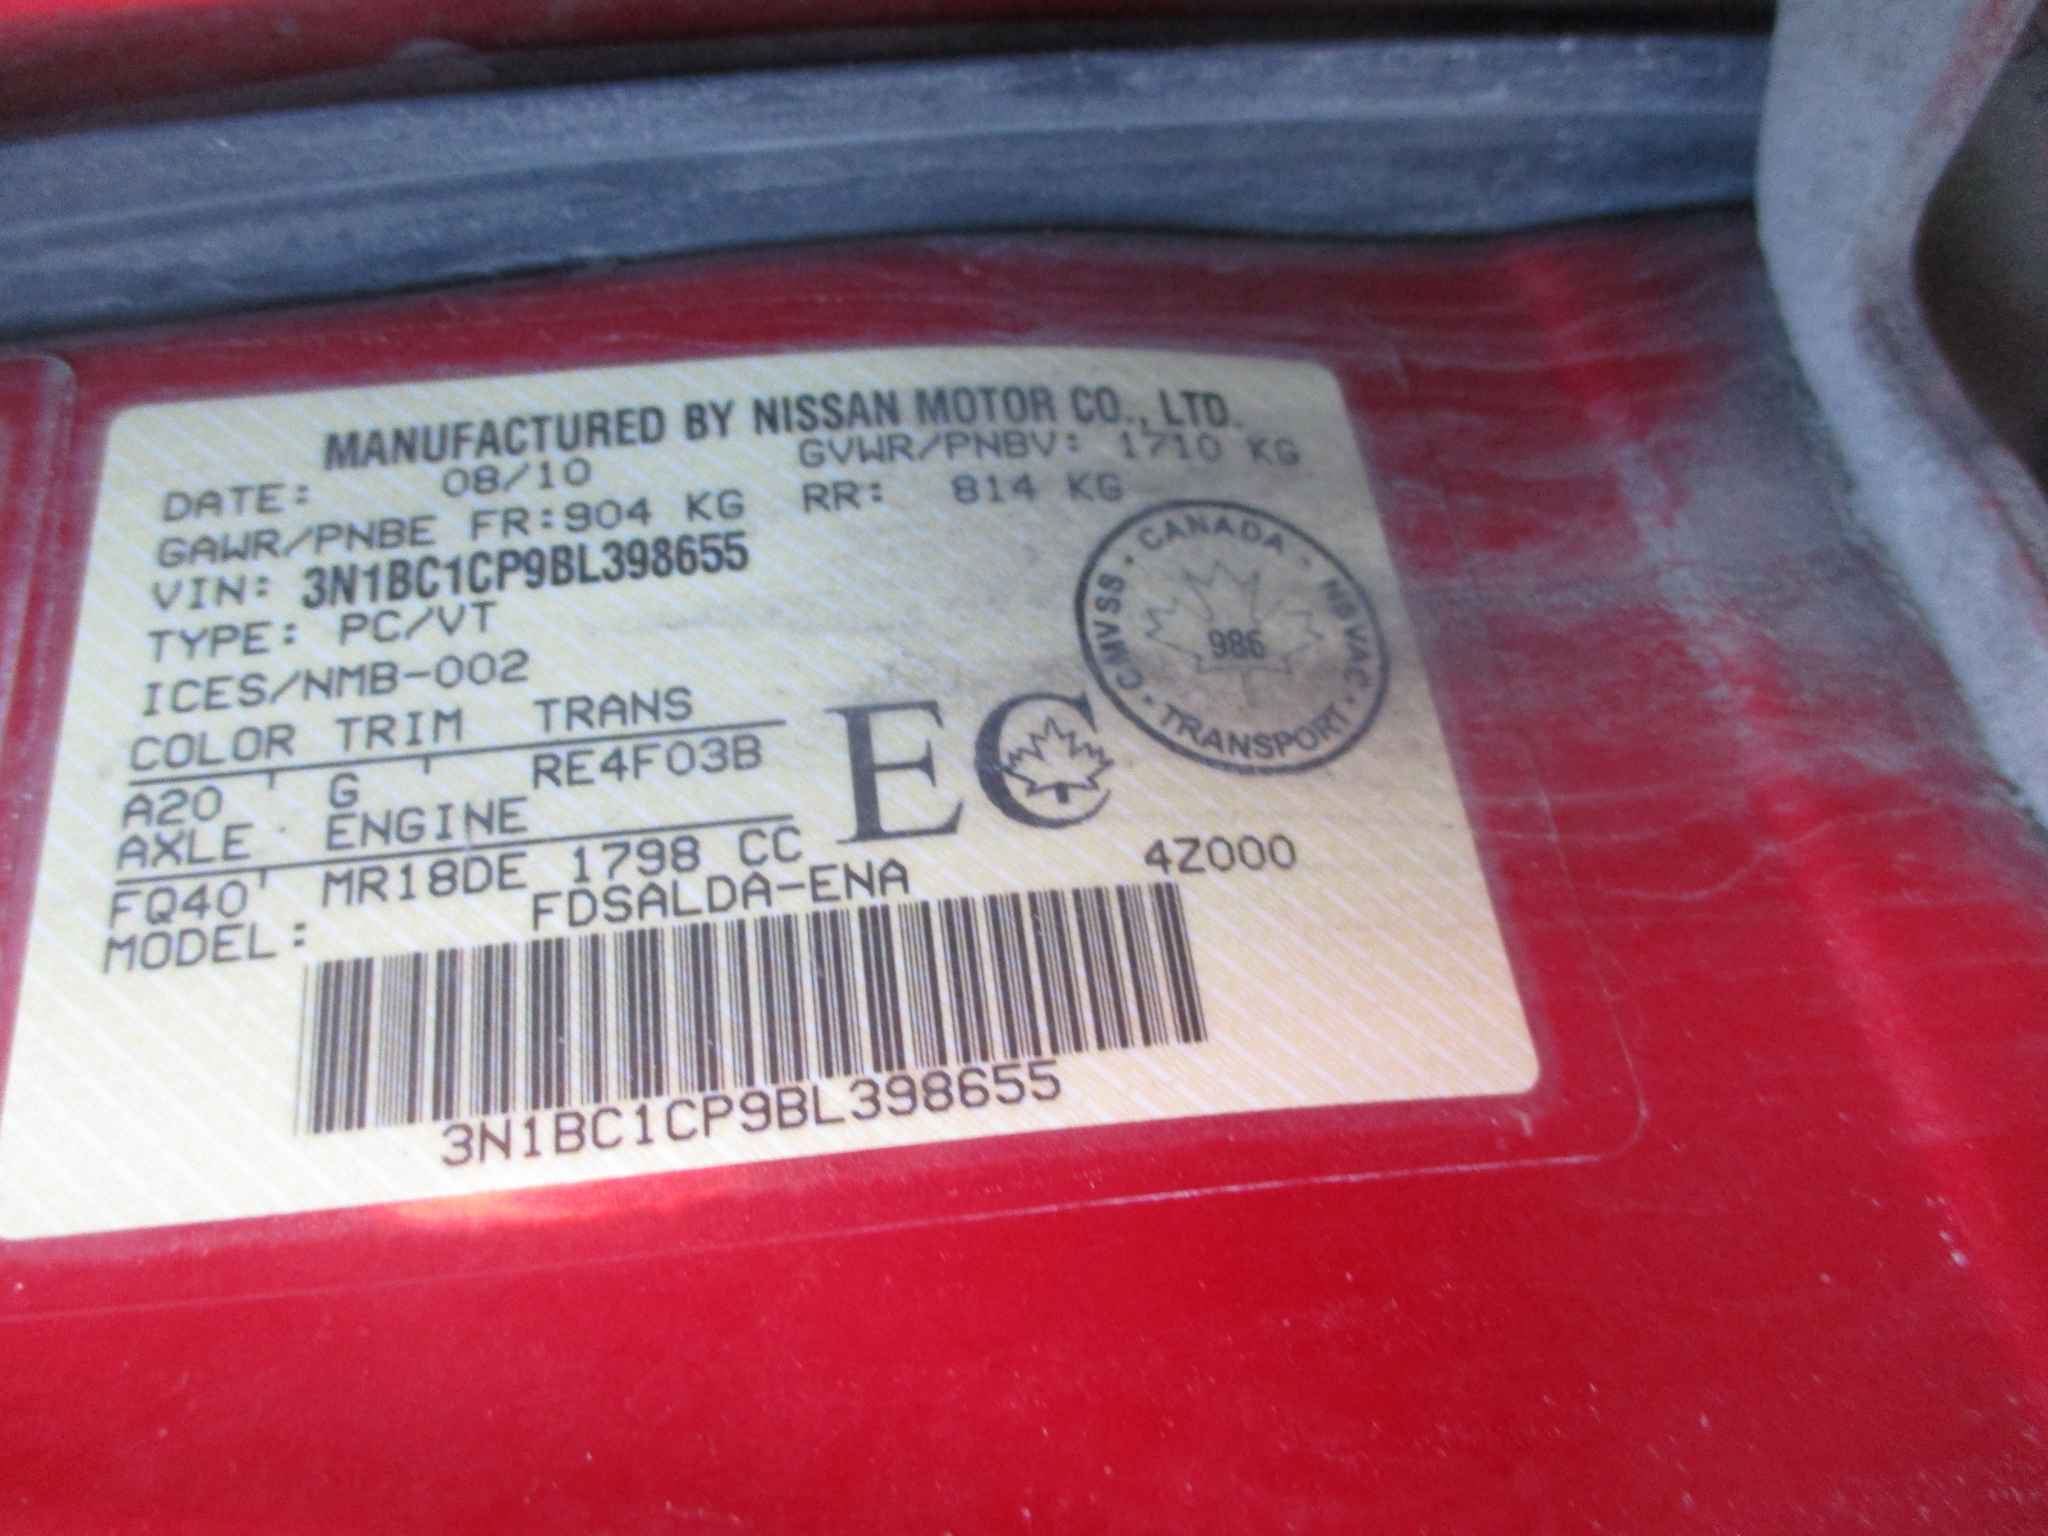 MANUFACTURED BY NISSAN MOTOR CO., LTD.
DATE: 08/10 GVWR/PNBV: 1710 KG
GAWR/PNBE FR:904 KG RR: 814 KG
VIN: 3N1BC1CP9BL398655
TYPE: PC/VT
ICES/NMB-002
COLOR TRIM TRANS
A20 G RE4F03B
AXLE ENGINE
FQ40 MR18DE 1798 CC
MODEL: FDSALDA-ENA 4Z000
EC
CANADA · NSVAC · TRANSPORT · CMVSS ·
986
3N1BC1CP9BL398655